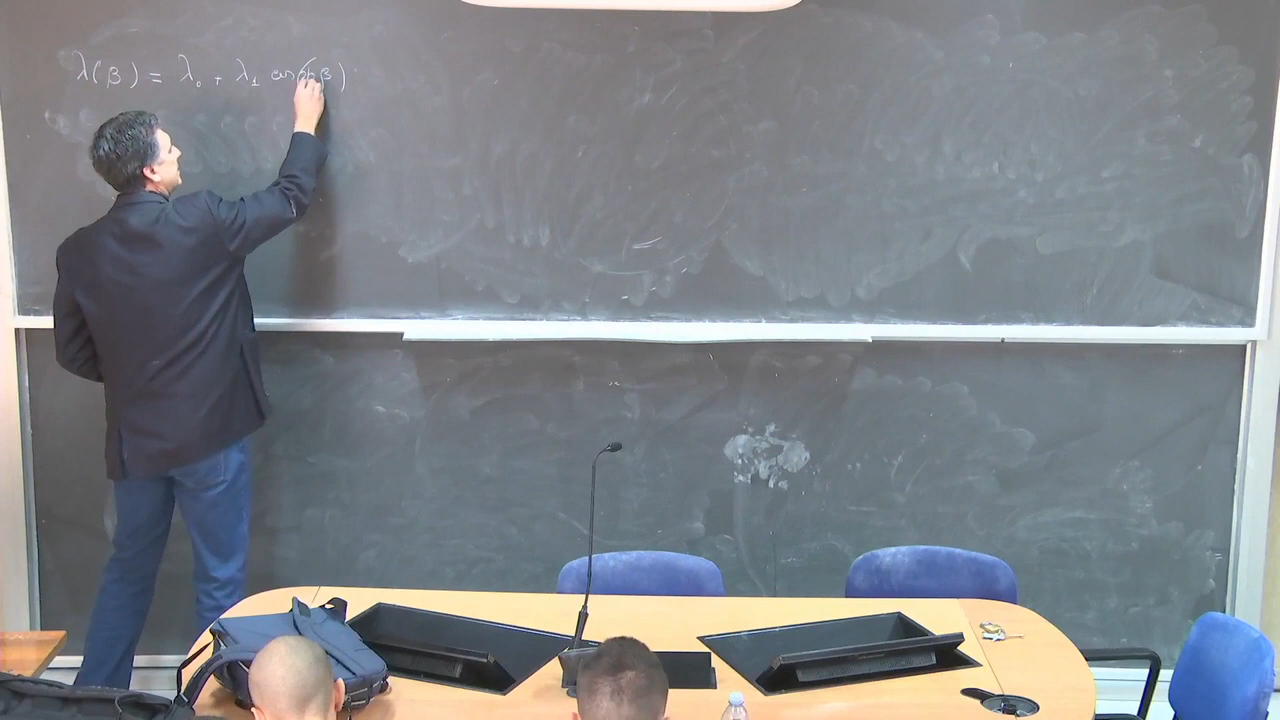 λ(β) = λ₀ + λ₁ cos(β)